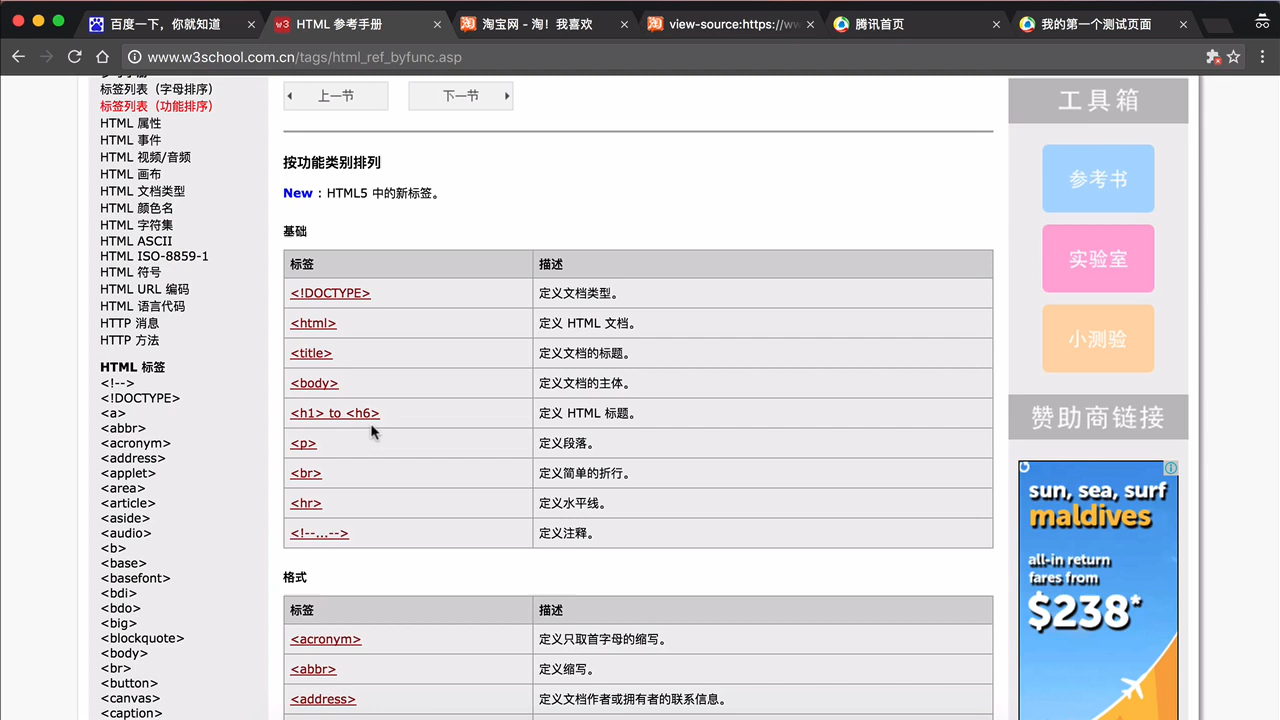 百度一下，你就知道
HTML 参考手册
淘宝网 - 淘！我喜欢
view-source:https://ww
腾讯首页
我的第一个测试页面
www.w3school.com.cn/tags/html_ref_byfunc.asp
标签列表（字母排序）
标签列表（功能排序）
HTML 属性
HTML 事件
HTML 视频/音频
HTML 画布
HTML 文档类型
HTML 颜色名
HTML 字符集
HTML ASCII
HTML ISO-8859-1
HTML 符号
HTML URL 编码
HTML 语言代码
HTTP 消息
HTTP 方法
HTML 标签
<!-->
<!DOCTYPE>
<a>
<abbr>
<acronym>
<address>
<applet>
<area>
<article>
<aside>
<audio>
<b>
<base>
<basefont>
<bdi>
<bdo>
<big>
<blockquote>
<body>
<br>
<button>
<canvas>
<caption>
上一节
下一节
按功能类别排列
New：HTML5 中的新标签。
基础
标签 描述
<!DOCTYPE> 定义文档类型。
<html> 定义 HTML 文档。
<title> 定义文档的标题。
<body> 定义文档的主体。
<h1> to <h6> 定义 HTML 标题。
<p> 定义段落。
<br> 定义简单的折行。
<hr> 定义水平线。
<!--...--> 定义注释。
格式
标签 描述
<acronym> 定义只取首字母的缩写。
<abbr> 定义缩写。
<address> 定义文档作者或拥有者的联系信息。
工具箱
参考书
实验室
小测验
赞助商链接
sun, sea, surf
maldives
all-in return
fares from
$238*